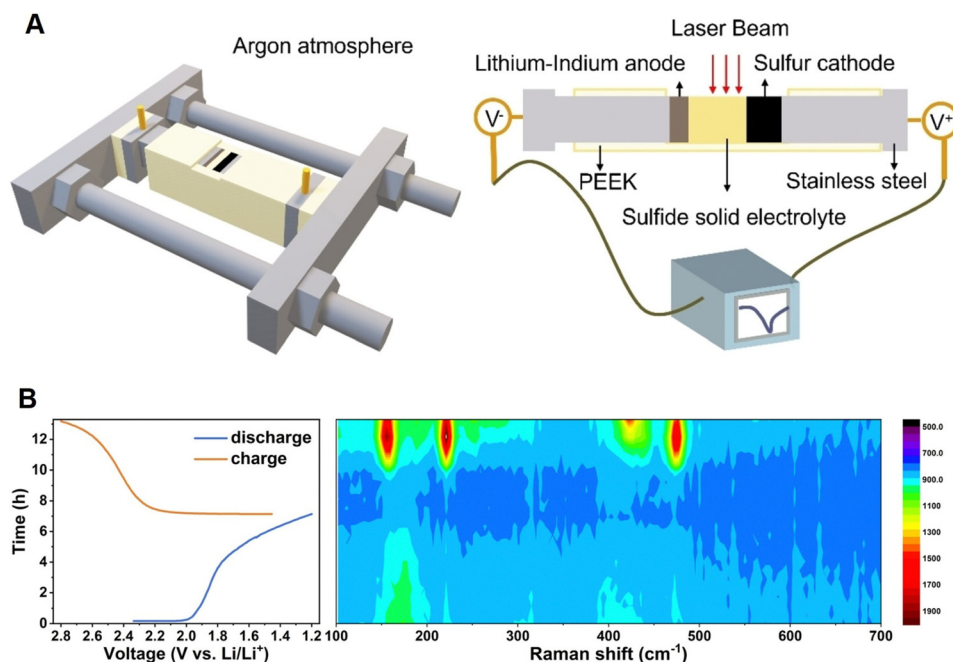 A
Argon atmosphere
Laser Beam
Lithium-Indium anode
Sulfur cathode
V-
V+
PEEK
Stainless steel
Sulfide solid electrolyte
B
discharge
charge
Time (h)
12
10
8
6
4
2
0
2.8 2.6 2.4 2.2 2.0 1.8 1.6 1.4 1.2
Voltage (V vs. Li/Li+)
100 200 300 400 500 600 700
Raman shift (cm-1)
500.0
700.0
900.0
1100
1300
1500
1700
1900